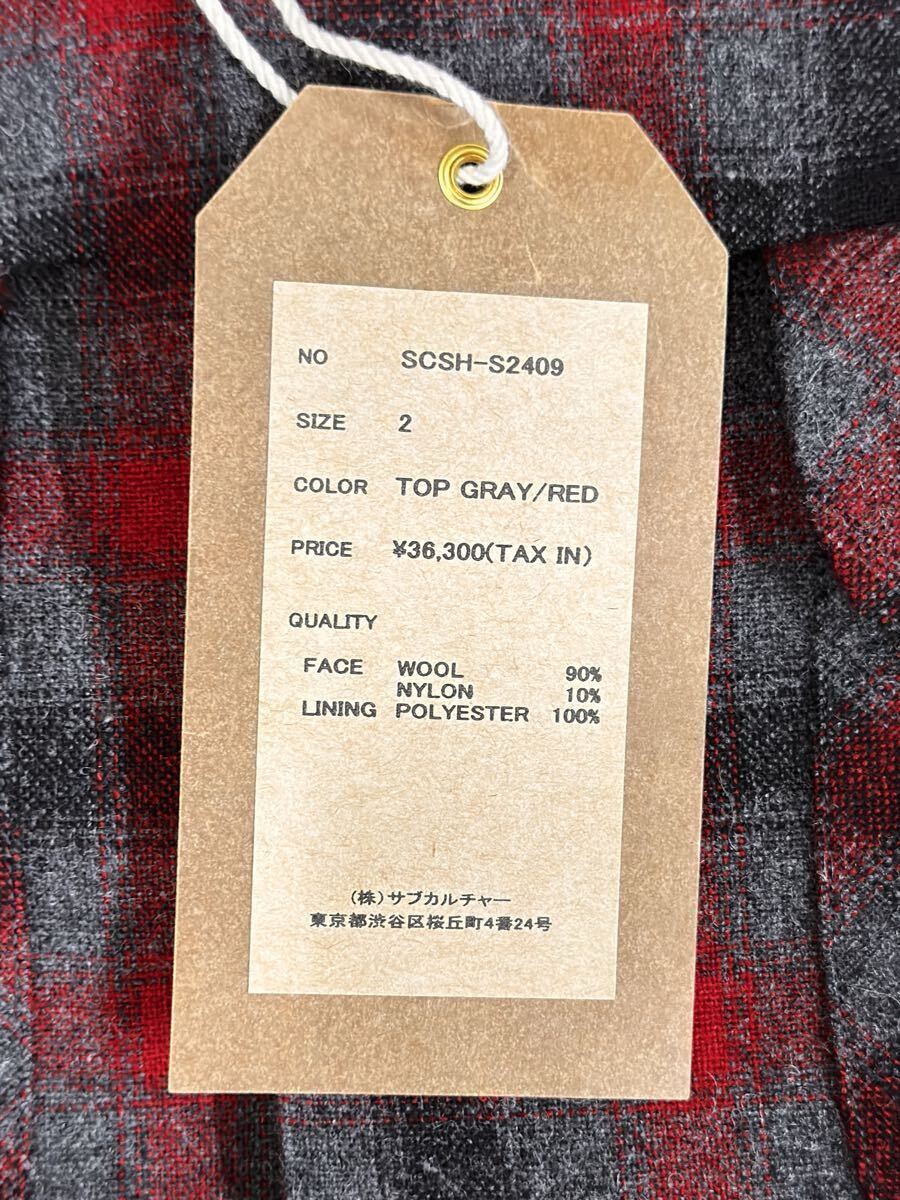 NO SCSH-S2409
SIZE 2
COLOR TOP GRAY/RED
PRICE ¥36,300(TAX IN)
QUALITY
FACE WOOL 90%
NYLON 10%
LINING POLYESTER 100%
(株)サブカルチャー
東京都渋谷区桜丘町4番24号